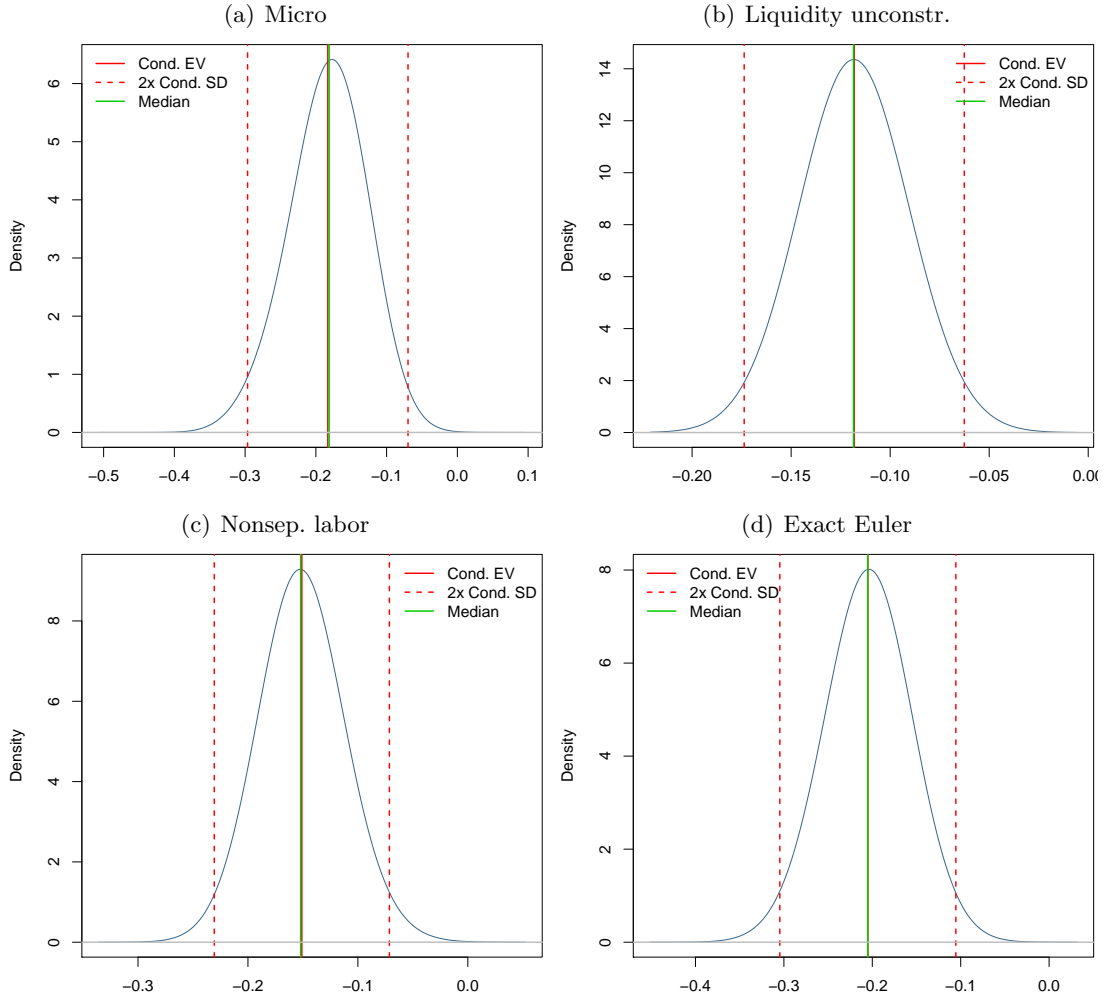 (a) Micro
Cond. EV
2x Cond. SD
Median
Density
0
1
2
3
4
5
6
−0.5
−0.4
−0.3
−0.2
−0.1
0.0
0.1
(b) Liquidity unconstr.
Cond. EV
2x Cond. SD
Median
Density
0
2
4
6
8
10
12
14
−0.20
−0.15
−0.10
−0.05
0.00
(c) Nonsep. labor
Cond. EV
2x Cond. SD
Median
Density
0
2
4
6
8
−0.3
−0.2
−0.1
0.0
(d) Exact Euler
Cond. EV
2x Cond. SD
Median
Density
0
2
4
6
8
−0.4
−0.3
−0.2
−0.1
0.0